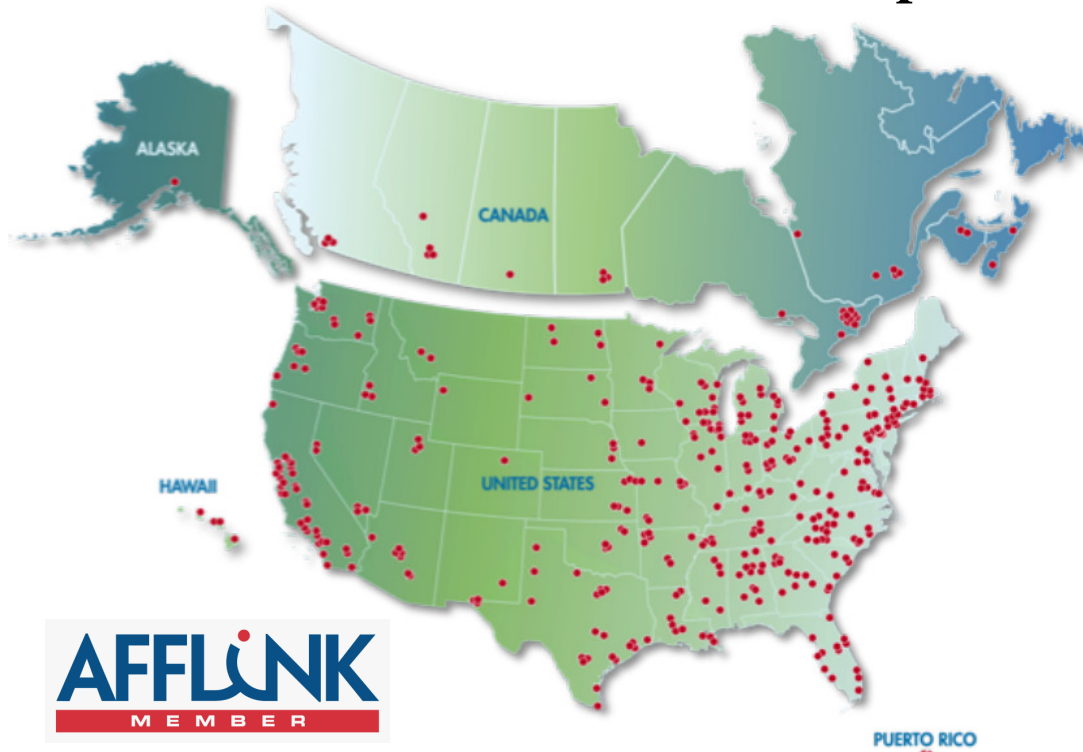 ALASKA
CANADA
HAWAII
UNITED STATES
AFFLiNK
MEMBER
PUERTO RICO